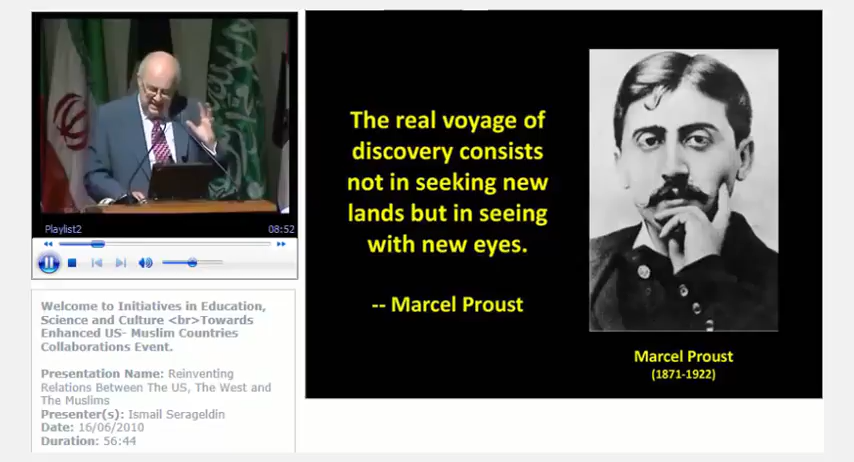 Playlist2
08:52
Welcome to Initiatives in Education,
Science and Culture <br>Towards
Enhanced US- Muslim Countries
Collaborations Event.
Presentation Name: Reinventing
Relations Between The US, The West and
The Muslims
Presenter(s): Ismail Serageldin
Date: 16/06/2010
Duration: 56:44
The real voyage of
discovery consists
not in seeking new
lands but in seeing
with new eyes.
-- Marcel Proust
Marcel Proust
(1871-1922)